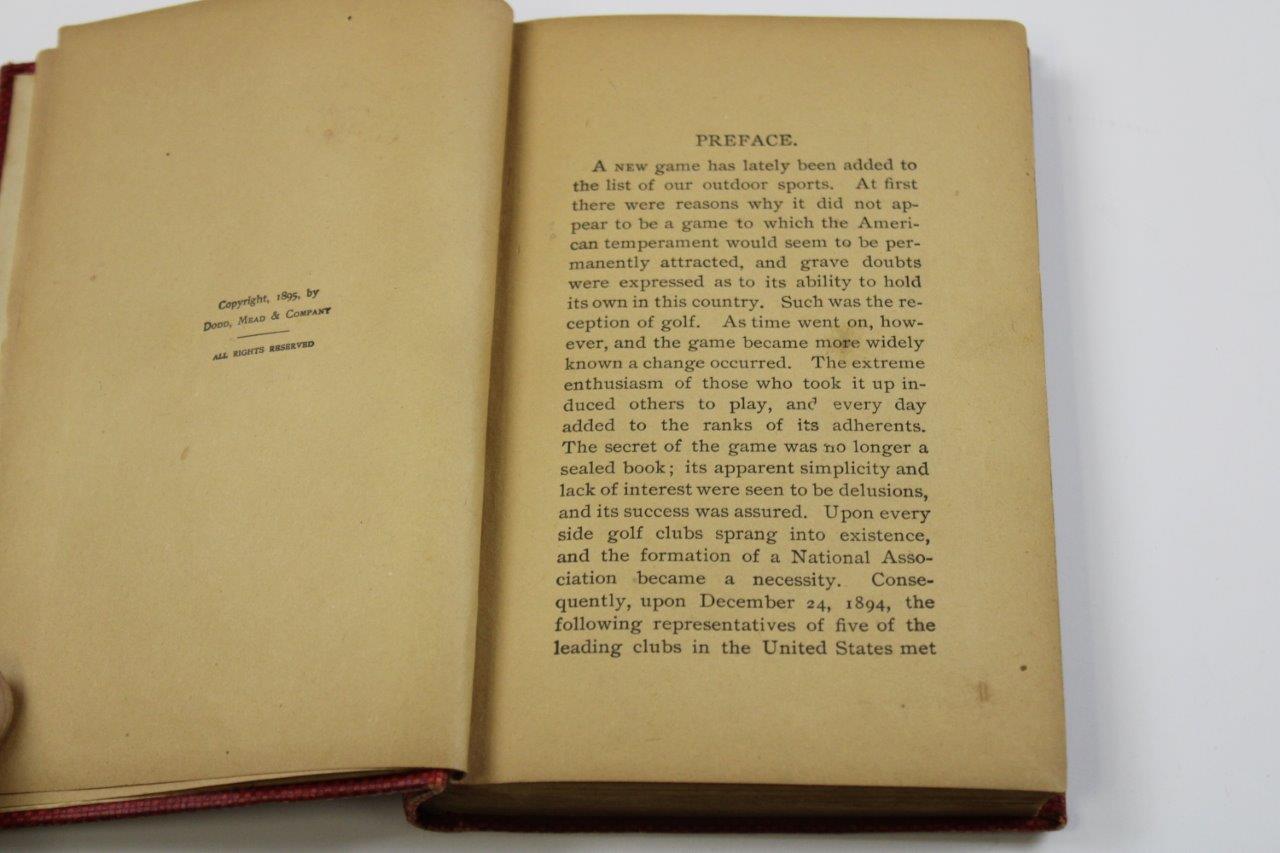 Copyright, 1895, by
DODD, MEAD & COMPANY
ALL RIGHTS RESERVED
PREFACE.
A NEW game has lately been added to
the list of our outdoor sports. At first
there were reasons why it did not ap-
pear to be a game to which the Ameri-
can temperament would seem to be per-
manently attracted, and grave doubts
were expressed as to its ability to hold
its own in this country. Such was the re-
ception of golf. As time went on, how-
ever, and the game became more widely
known a change occurred. The extreme
enthusiasm of those who took it up in-
duced others to play, and every day
added to the ranks of its adherents.
The secret of the game was no longer a
sealed book; its apparent simplicity and
lack of interest were seen to be delusions,
and its success was assured. Upon every
side golf clubs sprang into existence,
and the formation of a National Asso-
ciation became a necessity. Conse-
quently, upon December 24, 1894, the
following representatives of five of the
leading clubs in the United States met